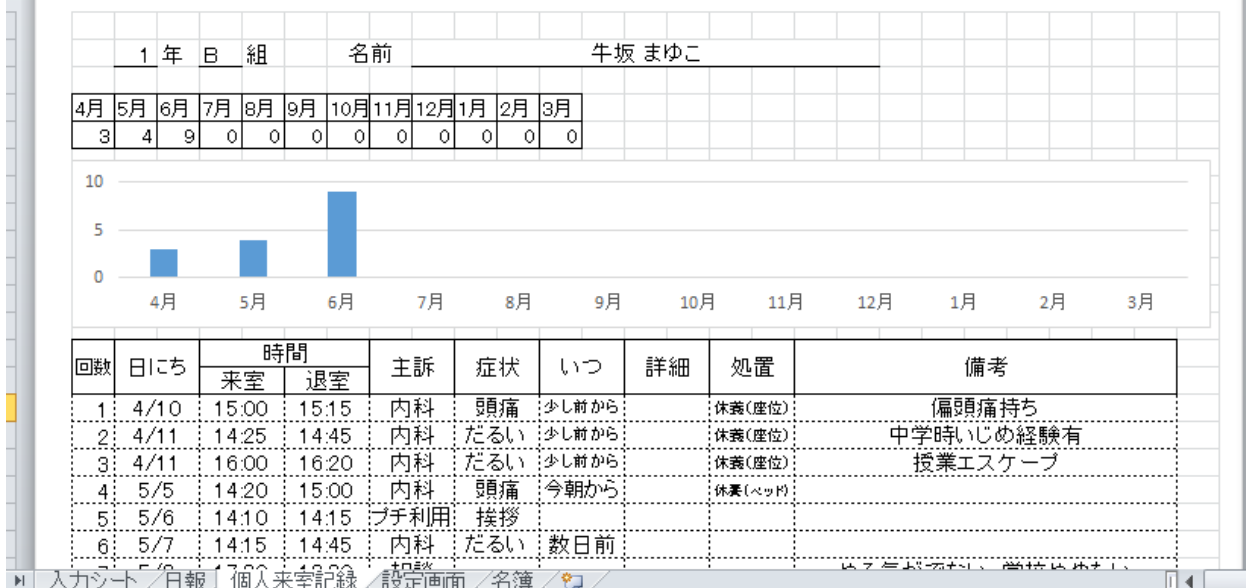 1 年 B 組 名前 牛坂 まゆこ
4月 5月 6月 7月 8月 9月 10月 11月 12月 1月 2月 3月
3 4 9 0 0 0 0 0 0 0 0 0
10
5
0
4月 5月 6月 7月 8月 9月 10月 11月 12月 1月 2月 3月
回数 日にち 時間 主訴 症状 いつ 詳細 処置 備考
来室 退室
1 4/10 15:00 15:15 内科 頭痛 少し前から 休養(座位) 偏頭痛持ち
2 4/11 14:25 14:45 内科 だるい 少し前から 休養(座位) 中学時いじめ経験有
3 4/11 16:00 16:20 内科 だるい 少し前から 休養(座位) 授業エスケープ
4 5/5 14:20 15:00 内科 頭痛 今朝から 休養(ベッド)
5 5/6 14:10 14:15 プチ利用 挨拶
6 5/7 14:15 14:45 内科 だるい 数日前
入力シート 日報 個人来室記録 設定画面 名簿